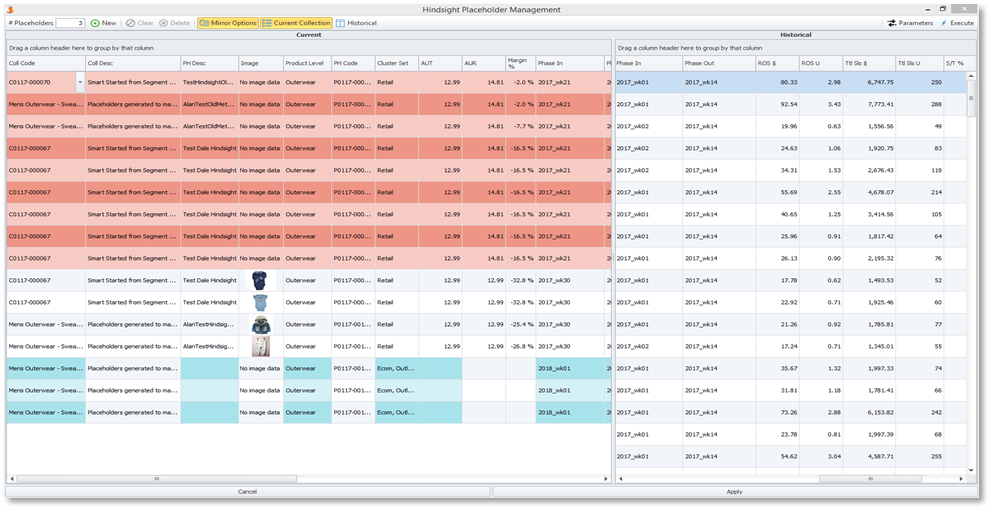 Hindsight Placeholder Management
# Placeholders 3 New Clear Delete Mirror Options Current Collection Historical Parameters Execute
Current Historical
Drag a column header here to group by that column Drag a column header here to group by that column
Coll Code Coll Desc PH Desc Image Product Level PH Code Cluster Set AUT AUR Margin % Phase In Phase In Phase Out ROS $ ROS U Ttl Sls $ Ttl Sls U S/T %
C0117-000070 Smart Started from Segment ... TestHindsightOl... No image data Outerwear P0117-000... Retail 12.99 14.81 -2.0 % 2017_wk21 2017_wk01 2017_wk14 80.33 2.98 6,747.75 250
Mens Outerwear - Swea... Placeholders generated to ma... AlanTestOldMet... No image data Outerwear P0117-000... Retail 12.99 14.81 -2.0 % 2017_wk21 2017_wk01 2017_wk14 92.54 3.43 7,773.41 288
Mens Outerwear - Swea... Placeholders generated to ma... AlanTestOldMet... No image data Outerwear P0117-000... Retail 12.99 14.81 -7.7 % 2017_wk21 2017_wk02 2017_wk14 19.96 0.63 1,556.56 49
C0117-000067 Smart Started from Segment ... Test Dale Hindsight No image data Outerwear P0117-000... Retail 12.99 14.81 -16.5 % 2017_wk21 2017_wk02 2017_wk14 24.63 1.06 1,920.75 83
C0117-000067 Smart Started from Segment ... Test Dale Hindsight No image data Outerwear P0117-000... Retail 12.99 14.81 -16.5 % 2017_wk21 2017_wk02 2017_wk14 34.31 1.53 2,676.43 119
C0117-000067 Smart Started from Segment ... Test Dale Hindsight No image data Outerwear P0117-000... Retail 12.99 14.81 -16.5 % 2017_wk21 2017_wk01 2017_wk14 55.69 2.55 4,678.07 214
C0117-000067 Smart Started from Segment ... Test Dale Hindsight No image data Outerwear P0117-000... Retail 12.99 14.81 -16.5 % 2017_wk21 2017_wk01 2017_wk14 40.65 1.25 3,414.56 105
C0117-000067 Smart Started from Segment ... Test Dale Hindsight No image data Outerwear P0117-000... Retail 12.99 14.81 -16.5 % 2017_wk21 2017_wk01 2017_wk14 25.96 0.91 1,817.42 64
C0117-000067 Smart Started from Segment ... Test Dale Hindsight No image data Outerwear P0117-000... Retail 12.99 14.81 -16.5 % 2017_wk21 2017_wk01 2017_wk14 26.13 0.90 2,195.32 76
C0117-000067 Smart Started from Segment ... Test Dale Hindsight Outerwear P0117-000... Retail 12.99 12.99 -32.8 % 2017_wk30 2017_wk01 2017_wk14 17.78 0.62 1,493.53 52
C0117-000067 Smart Started from Segment ... Test Dale Hindsight Outerwear P0117-000... Retail 12.99 12.99 -32.8 % 2017_wk30 2017_wk01 2017_wk14 22.92 0.71 1,925.46 60
Mens Outerwear - Swea... Placeholders generated to ma... AlanTestHindsig... Outerwear P0117-001... Retail 12.99 12.99 -25.4 % 2017_wk30 2017_wk01 2017_wk14 21.26 0.92 1,785.81 77
Mens Outerwear - Swea... Placeholders generated to ma... AlanTestHindsig... Outerwear P0117-001... Retail 12.99 12.99 -26.8 % 2017_wk30 2017_wk02 2017_wk14 17.24 0.71 1,345.01 55
Mens Outerwear - Swea... Placeholders generated to ma... No image data Outerwear P0117-001... Ecom, Outl... 2018_wk01 2017_wk01 2017_wk14 35.67 1.32 1,997.33 74
Mens Outerwear - Swea... Placeholders generated to ma... No image data Outerwear P0117-001... Ecom, Outl... 2018_wk01 2017_wk01 2017_wk14 31.81 1.18 1,781.41 66
Mens Outerwear - Swea... Placeholders generated to ma... No image data Outerwear P0117-001... Ecom, Outl... 2018_wk01 2017_wk01 2017_wk14 73.26 2.88 6,153.82 242
2017_wk01 2017_wk14 23.78 0.81 1,997.39 68
2017_wk01 2017_wk14 54.62 3.04 4,587.71 255
Cancel Apply